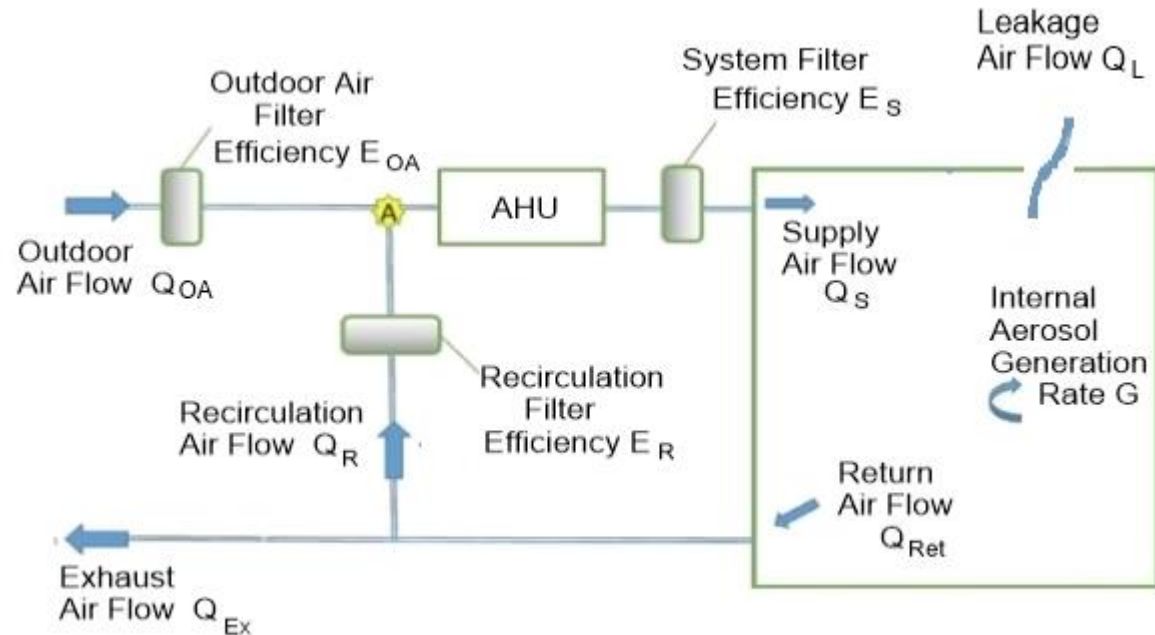 Outdoor Air
Filter
Efficiency E OA
System Filter
Efficiency E S
Leakage
Air Flow Q L
A
AHU
Outdoor
Air Flow Q OA
Supply
Air Flow
Q S
Internal
Aerosol
Generation
Rate G
Recirculation
Air Flow Q R
Recirculation
Filter
Efficiency E R
Return
Air Flow
Q Ret
Exhaust
Air Flow Q Ex